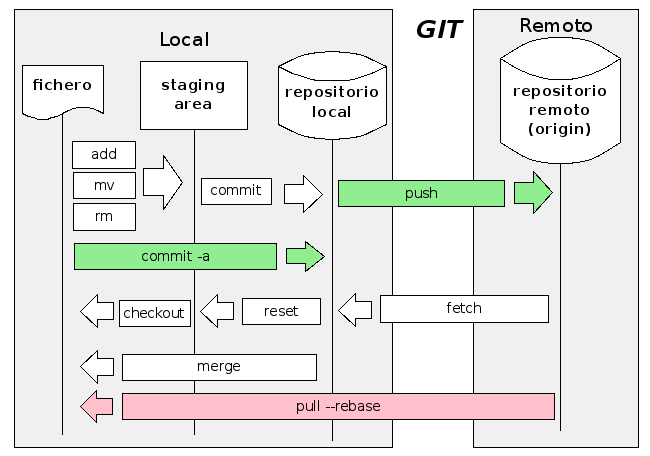 GIT
Local
Remoto
fichero
staging
area
repositorio
local
repositorio
remoto
(origin)
add
mv
rm
commit
push
commit -a
checkout
reset
fetch
merge
pull --rebase